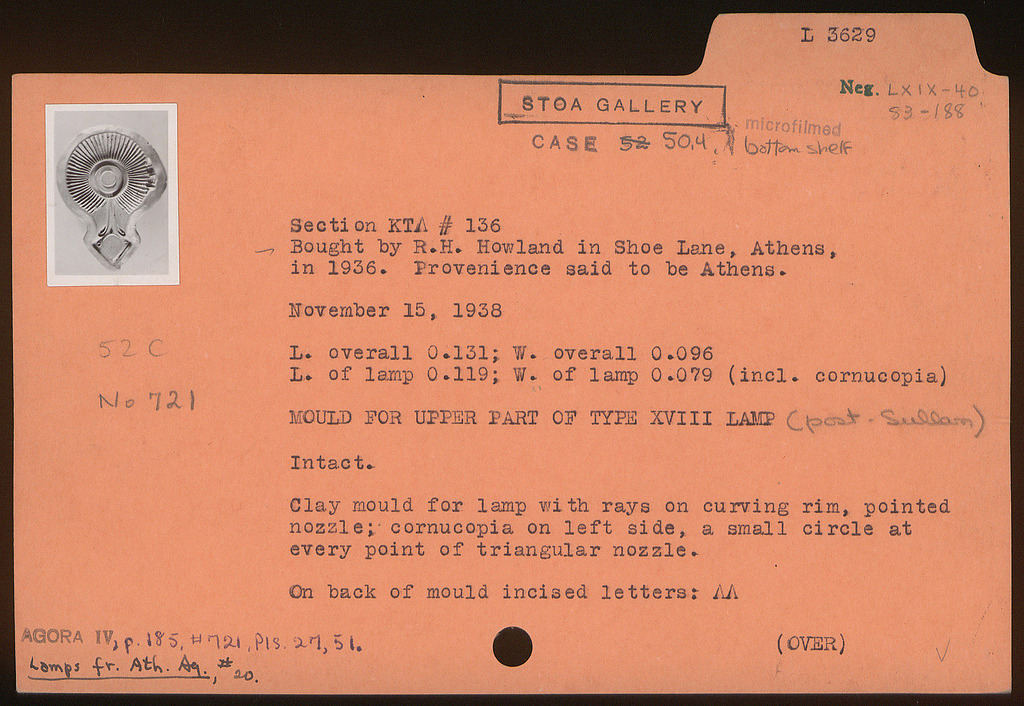 L 3629
Neg. LXIX-40
83-188
STOA GALLERY
CASE 52 50,4,
microfilmed
bottom shelf
Section KTΛ # 136
Bought by R.H. Howland in Shoe Lane, Athens,
in 1936. Provenience said to be Athens.
November 15, 1938
52 C
L. overall 0.131; W. overall 0.096
L. of lamp 0.119; W. of lamp 0.079 (incl. cornucopia)
No 721
MOULD FOR UPPER PART OF TYPE XVIII LAMP (post-Sullan)
Intact.
Clay mould for lamp with rays on curving rim, pointed
nozzle; cornucopia on left side, a small circle at
every point of triangular nozzle.
On back of mould incised letters: ΛΛ
AGORA IV, p. 185, #721, Pls. 27, 51.
(OVER)
Lamps fr. Ath. Ag., #20.